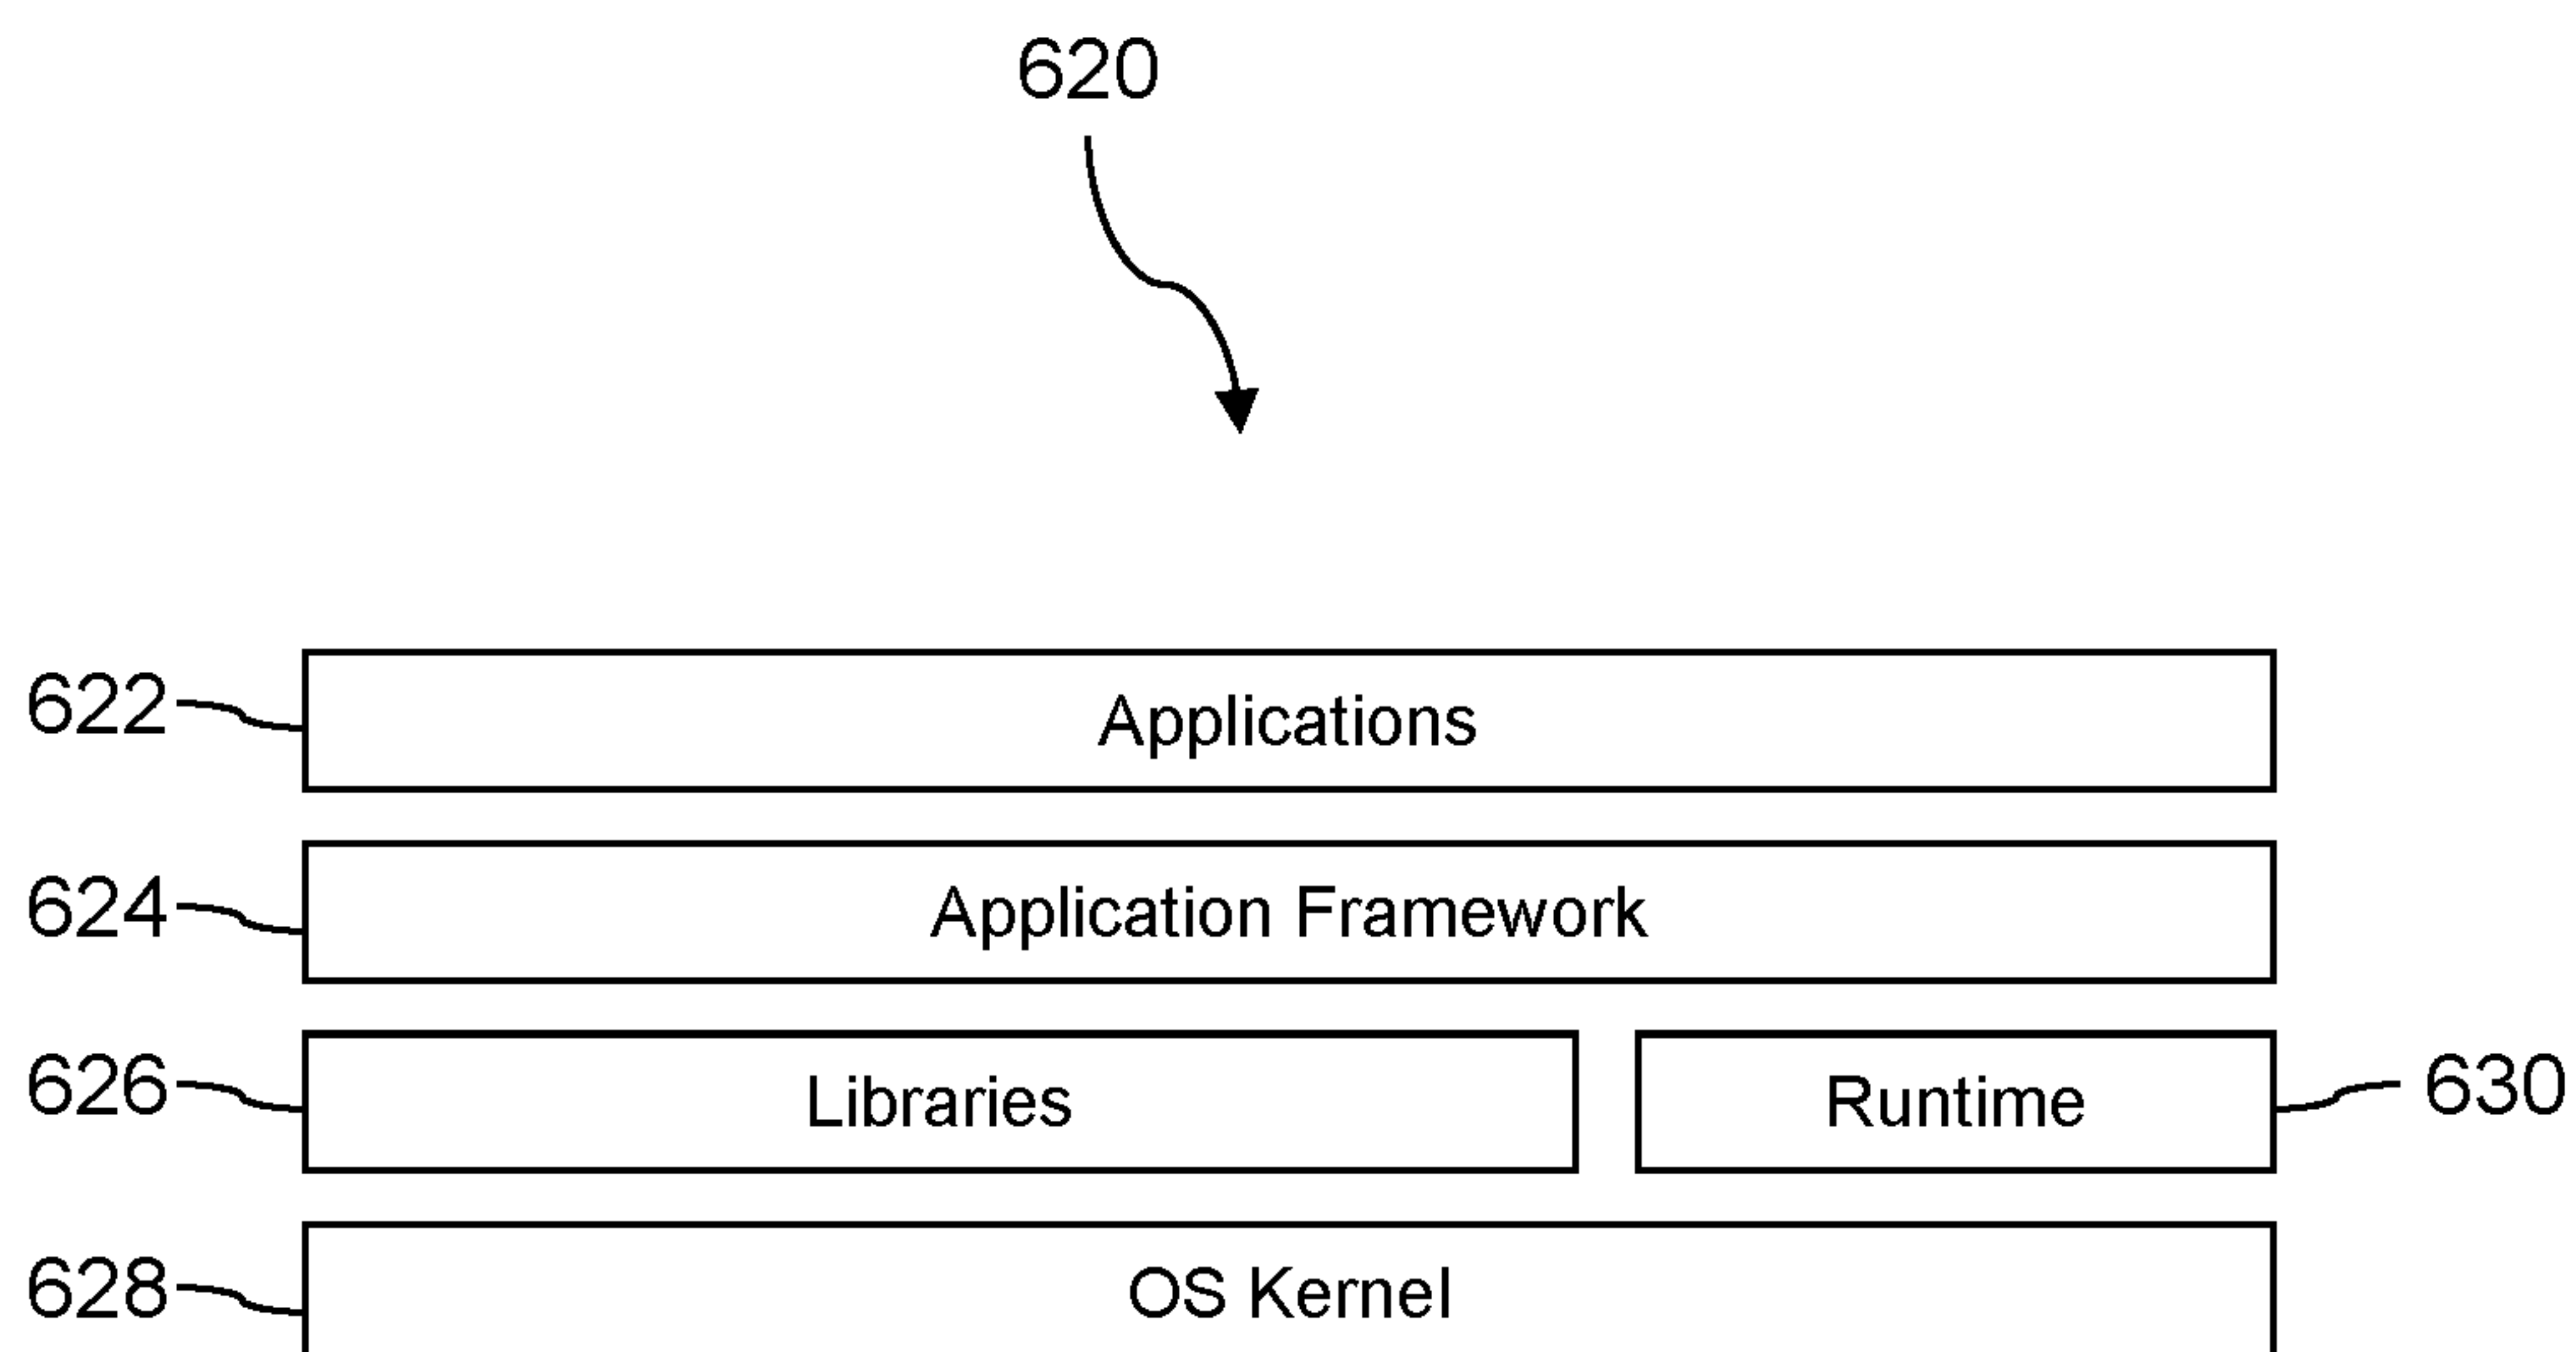 620
622 Applications
624 Application Framework
626 Libraries Runtime 630
628 OS Kernel